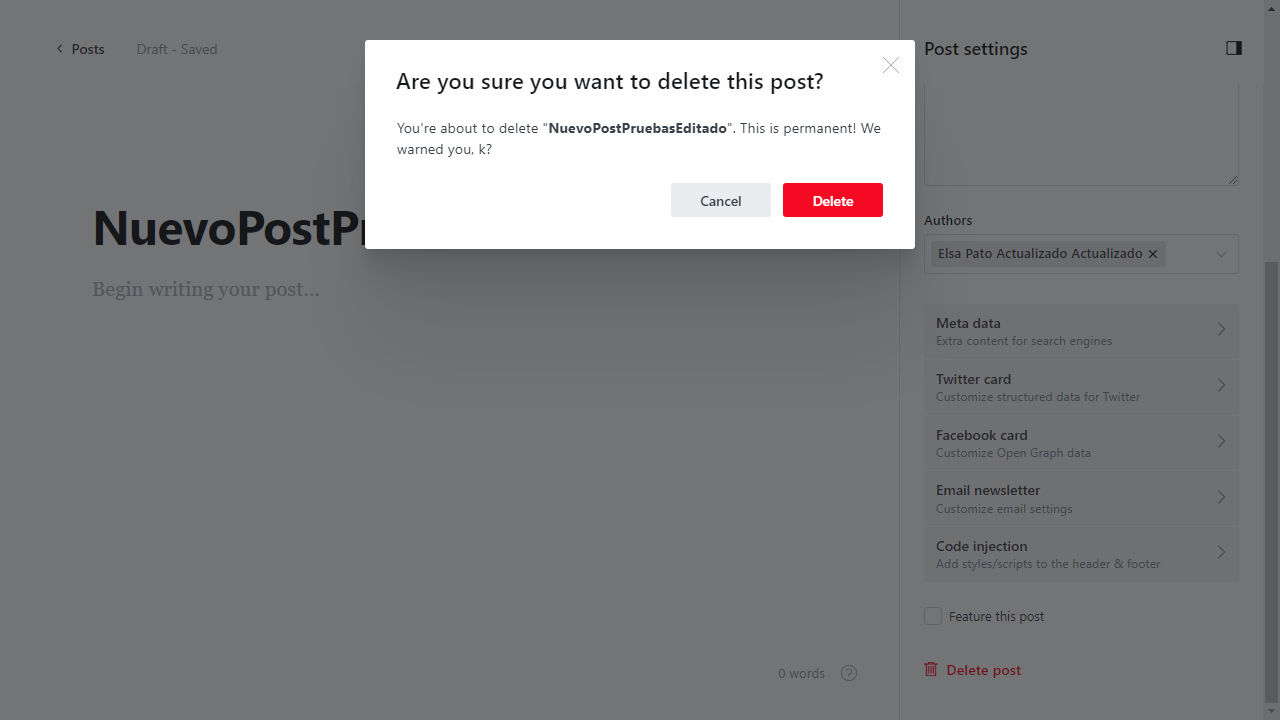 Posts
Draft - Saved
Post settings
Are you sure you want to delete this post?
You're about to delete "NuevoPostPruebasEditado". This is permanent! We
warned you, k?
Cancel
Delete
NuevoPostPr
Begin writing your post...
Authors
Elsa Pato Actualizado Actualizado
Meta data
Extra content for search engines
Twitter card
Customize structured data for Twitter
Facebook card
Customize Open Graph data
Email newsletter
Customize email settings
Code injection
Add styles/scripts to the header & footer
Feature this post
0 words
Delete post